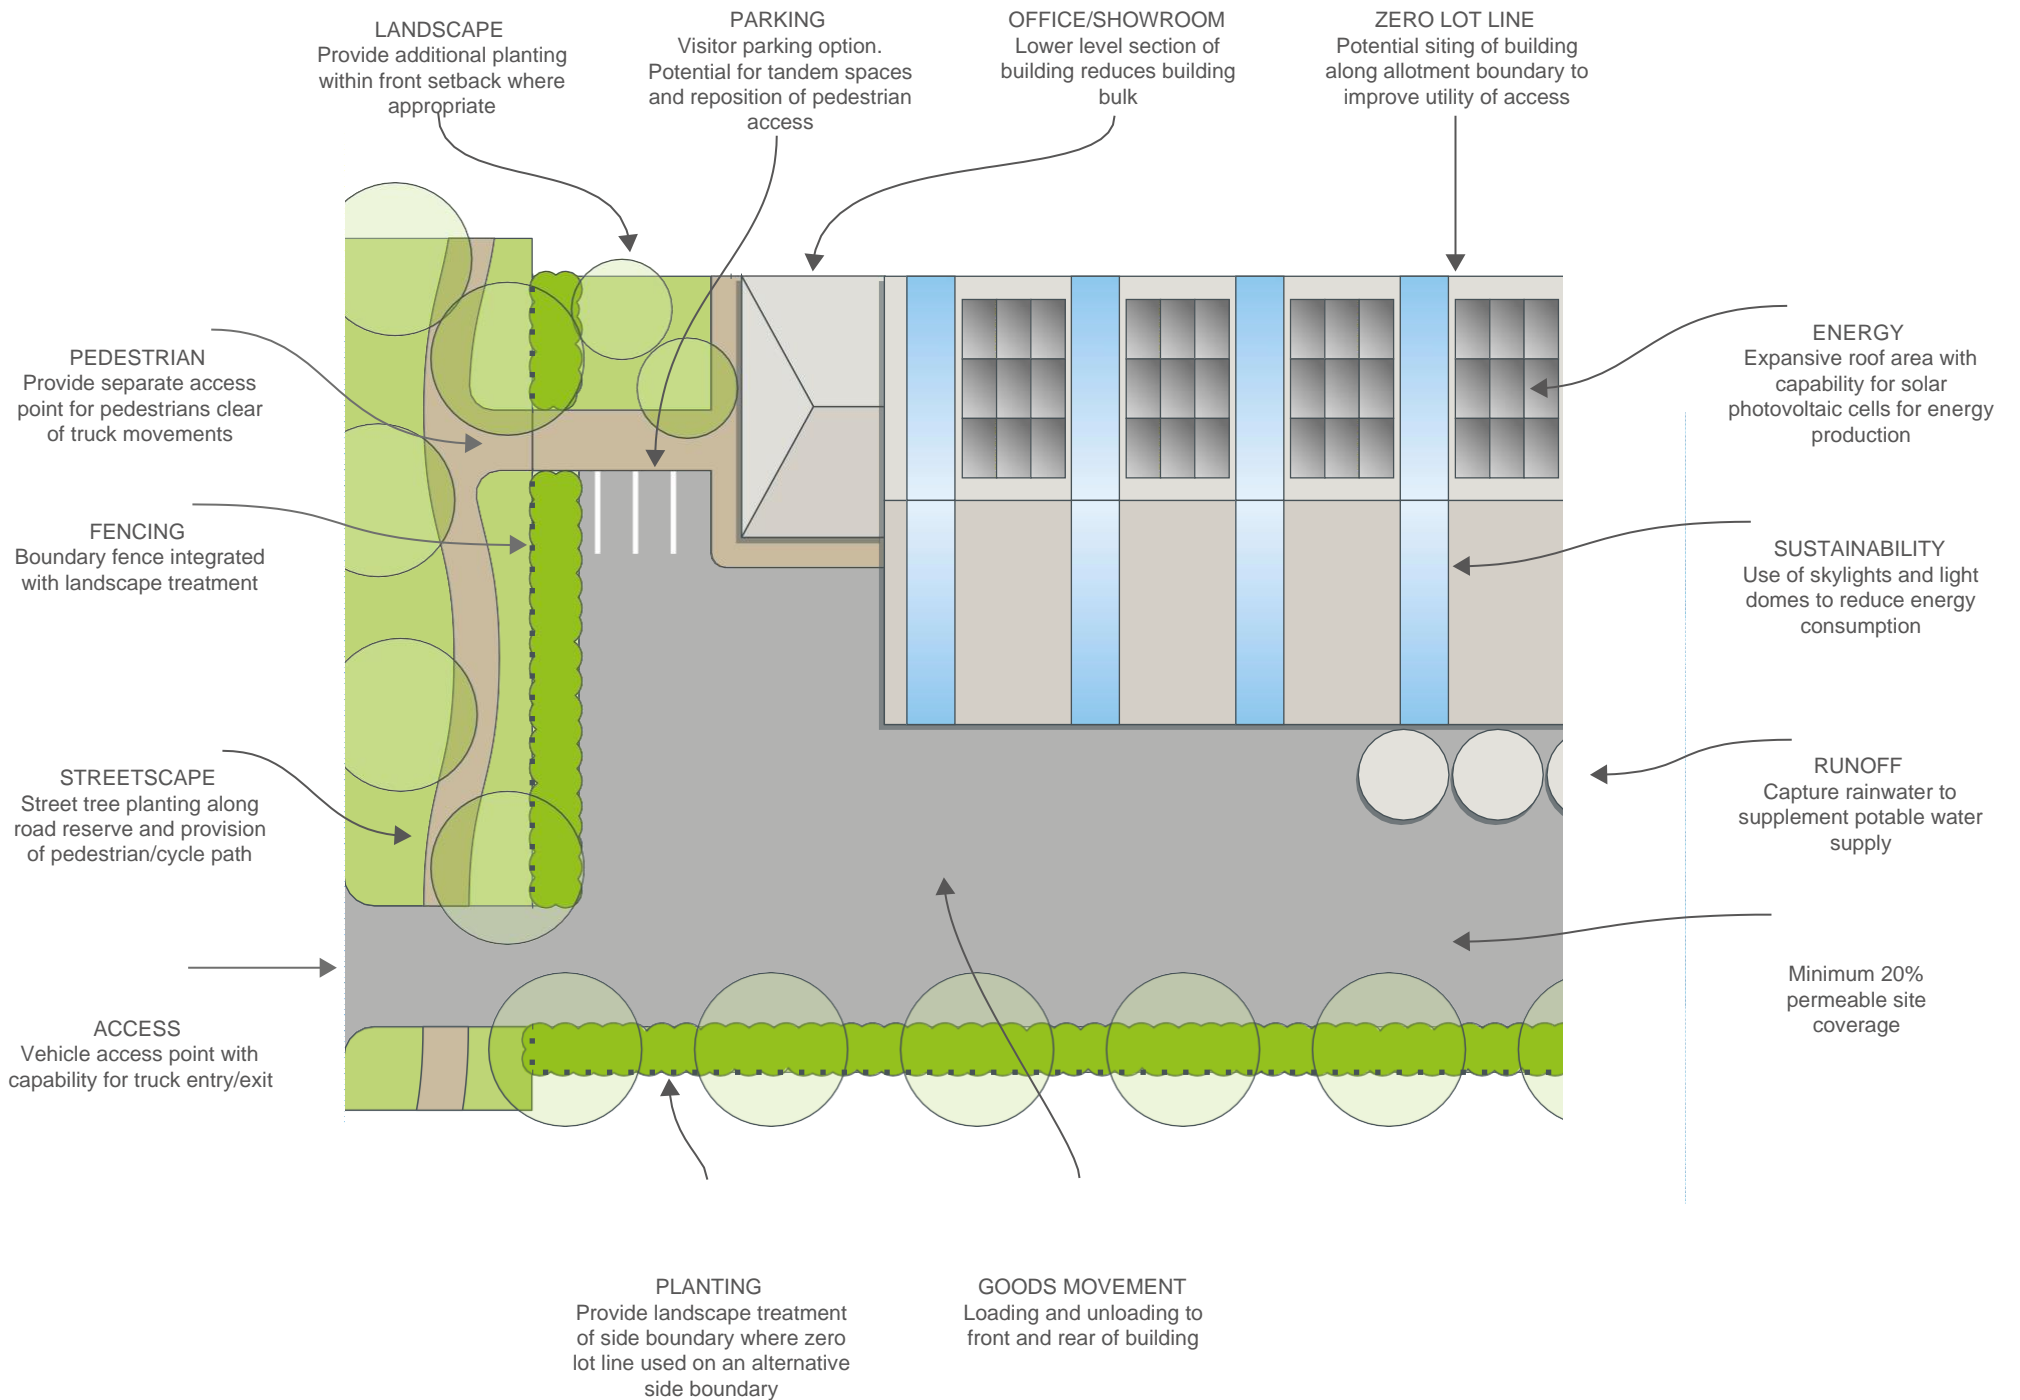 LANDSCAPE
Provide additional planting
within front setback where
appropriate
PARKING
Visitor parking option.
Potential for tandem spaces
and reposition of pedestrian
access
OFFICE/SHOWROOM
Lower level section of
building reduces building
bulk
ZERO LOT LINE
Potential siting of building
along allotment boundary to
improve utility of access
PEDESTRIAN
Provide separate access
point for pedestrians clear
of truck movements
FENCING
Boundary fence integrated
with landscape treatment
STREETSCAPE
Street tree planting along
road reserve and provision
of pedestrian/cycle path
ACCESS
Vehicle access point with
capability for truck entry/exit
ENERGY
Expansive roof area with
capability for solar
photovoltaic cells for energy
production
SUSTAINABILITY
Use of skylights and light
domes to reduce energy
consumption
RUNOFF
Capture rainwater to
supplement potable water
supply
Minimum 20%
permeable site
coverage
PLANTING
Provide landscape treatment
of side boundary where zero
lot line used on an alternative
side boundary
GOODS MOVEMENT
Loading and unloading to
front and rear of building